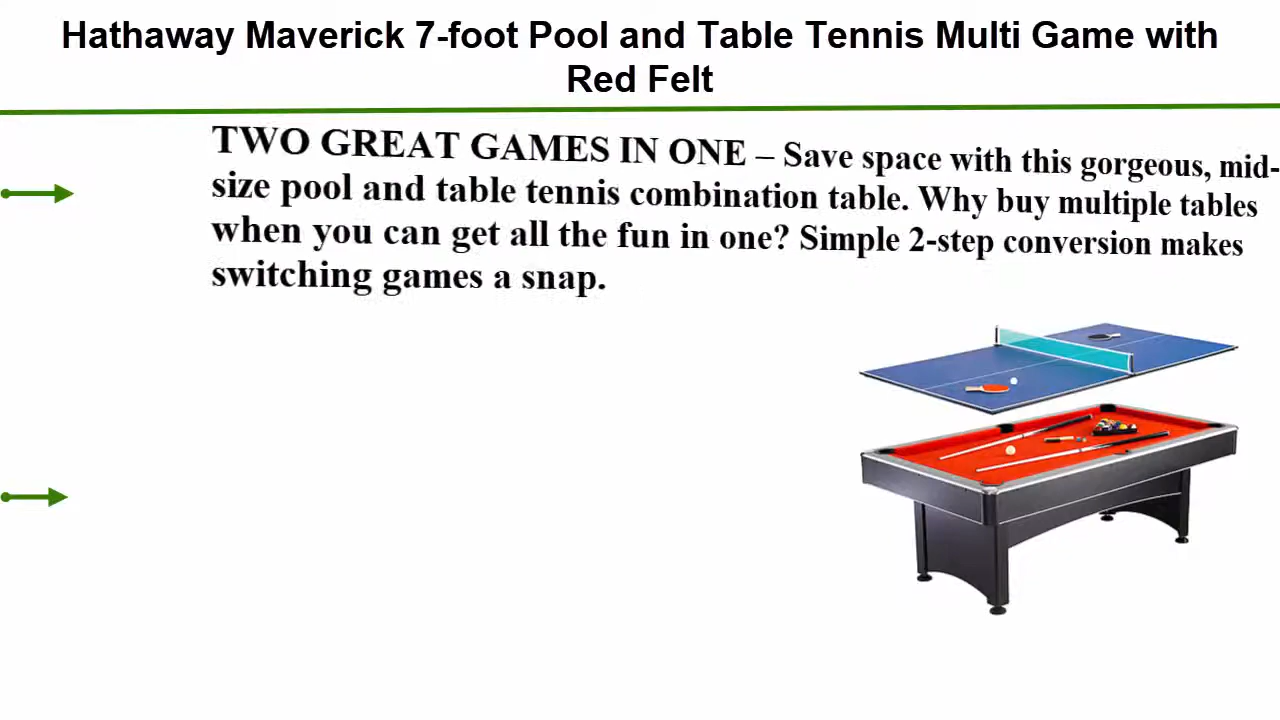 Hathaway Maverick 7-foot Pool and Table Tennis Multi Game with
Red Felt
TWO GREAT GAMES IN ONE – Save space with this gorgeous, mid-
size pool and table tennis combination table. Why buy multiple tables
when you can get all the fun in one? Simple 2-step conversion makes
switching games a snap.